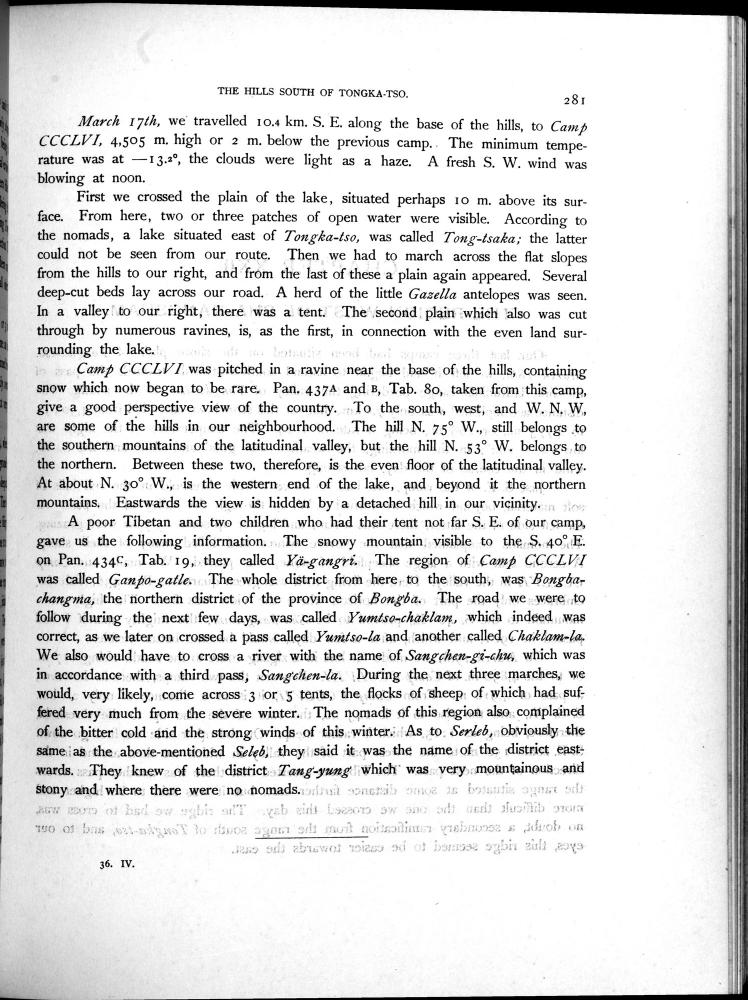 THE HILLS SOUTH OF TONGKA-TSO.
281
March 17th, we travelled 10.4 km. S. E. along the base of the hills, to Camp
CCCLVI, 4,505 m. high or 2 m. below the previous camp. The minimum tempe-
rature was at —13.2°, the clouds were light as a haze. A fresh S. W. wind was
blowing at noon.
First we crossed the plain of the lake, situated perhaps 10 m. above its sur-
face. From here, two or three patches of open water were visible. According to
the nomads, a lake situated east of Tongka-tso, was called Tong-tsaka; the latter
could not be seen from our route. Then we had to march across the flat slopes
from the hills to our right, and from the last of these a plain again appeared. Several
deep-cut beds lay across our road. A herd of the little Gazella antelopes was seen.
In a valley to our right, there was a tent. The second plain which also was cut
through by numerous ravines, is, as the first, in connection with the even land sur-
rounding the lake.
Camp CCCLVI was pitched in a ravine near the base of the hills, containing
snow which now began to be rare. Pan. 437A and B, Tab. 80, taken from this camp,
give a good perspective view of the country. To the south, west, and W. N. W,
are some of the hills in our neighbourhood. The hill N. 75° W., still belongs to
the southern mountains of the latitudinal valley, but the hill N. 53° W. belongs to
the northern. Between these two, therefore, is the even floor of the latitudinal valley.
At about N. 30° W., is the western end of the lake, and beyond it the northern
mountains. Eastwards the view is hidden by a detached hill in our vicinity.
A poor Tibetan and two children who had their tent not far S. E. of our camp,
gave us the following information. The snowy mountain visible to the S. 40° E.
on Pan. 434C, Tab. 19, they called Yä-gangri. The region of Camp CCCLVI
was called Ganpo-gatle. The whole district from here to the south, was Bongba-
changma, the northern district of the province of Bongba. The road we were to
follow during the next few days, was called Yumtso-chaklam, which indeed was
correct, as we later on crossed a pass called Yumtso-la and another called Chaklam-la.
We also would have to cross a river with the name of Sangchen-gi-chu, which was
in accordance with a third pass, Sangchen-la. During the next three marches, we
would, very likely, come across 3 or 5 tents, the flocks of sheep of which had suf-
fered very much from the severe winter. The nomads of this region also complained
of the bitter cold and the strong winds of this winter. As to Serleb, obviously the
same as the above-mentioned Seleb, they said it was the name of the district east-
wards. They knew of the district Tang-yung which was very mountainous and
stony and where there were no nomads.
36. IV.